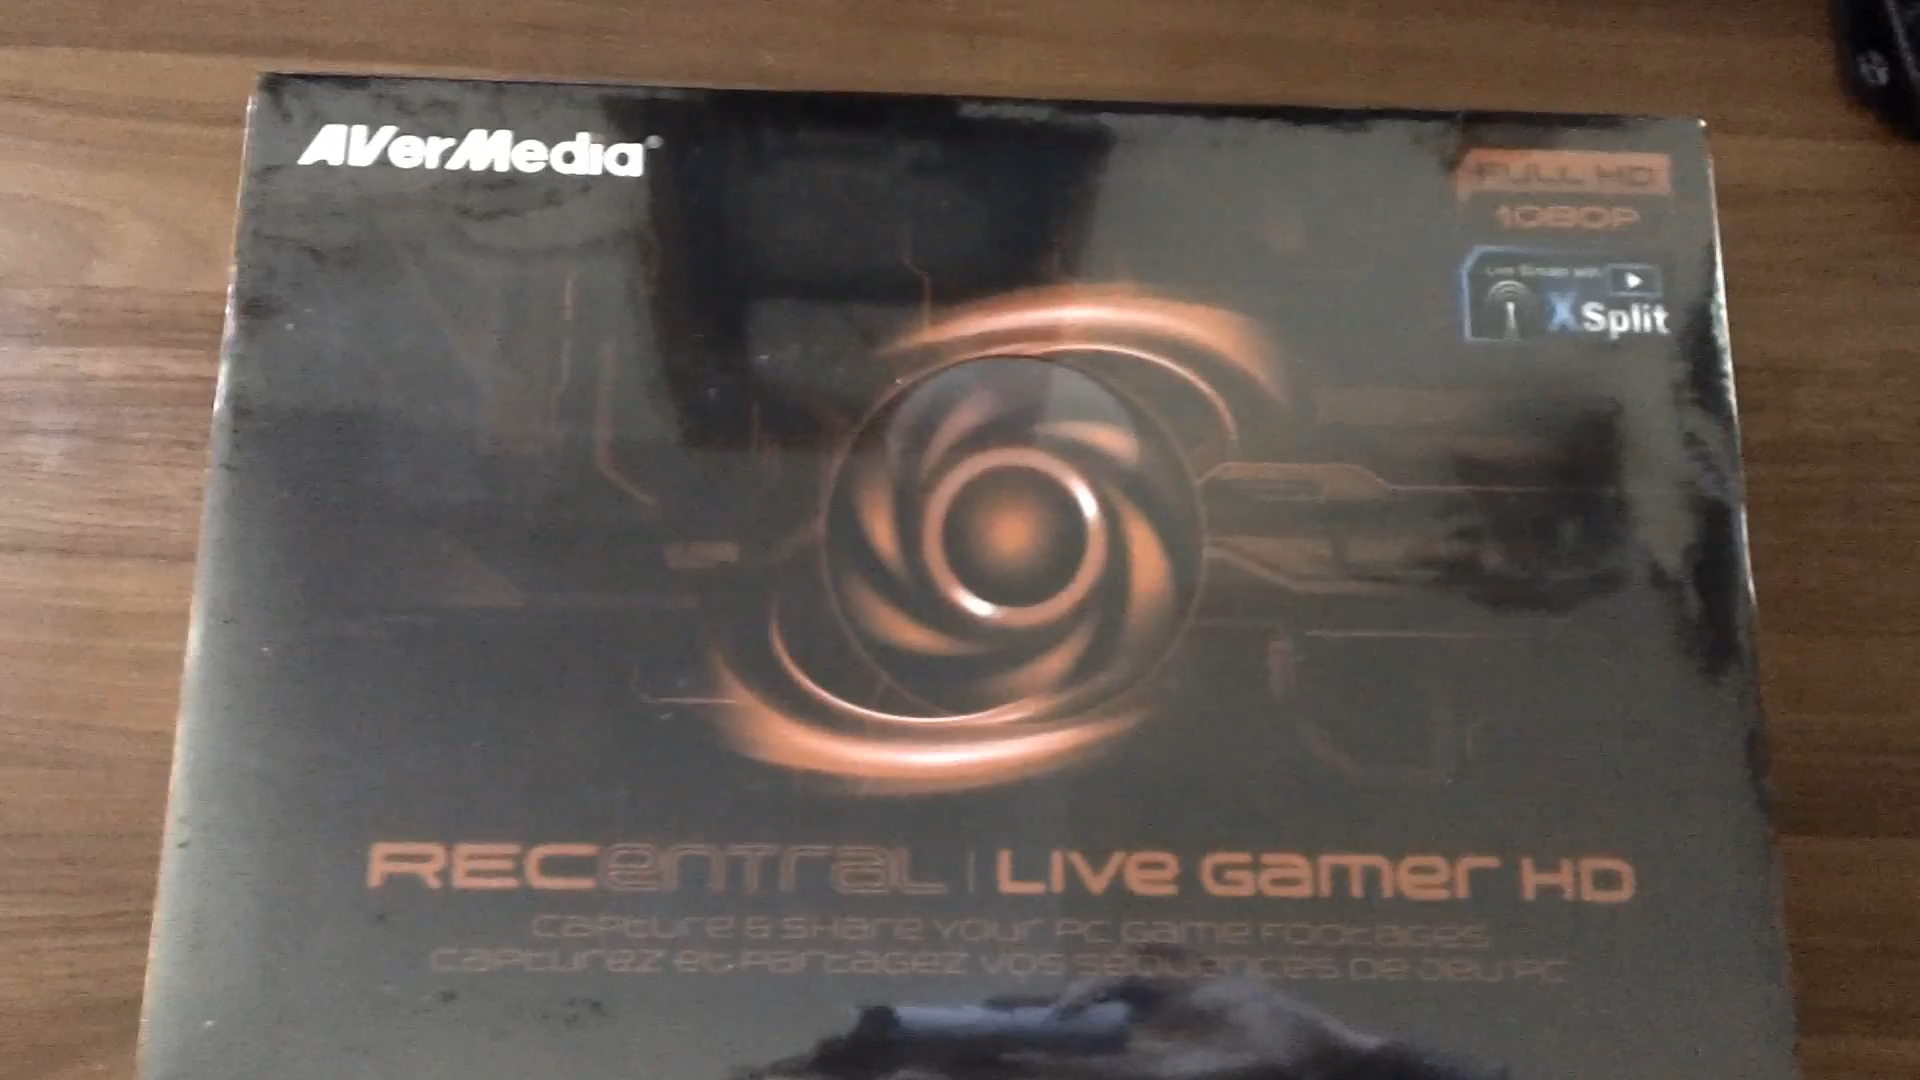 AVerMedia®
FULL HD
1080P
Live Stream with
XSplit
RECentral | LIVE GAMER HD
CAPTURE & SHARE YOUR PC GAME FOOTAGES
CAPTUREZ ET PARTAGEZ VOS SÉQUENCES DE JEU PC